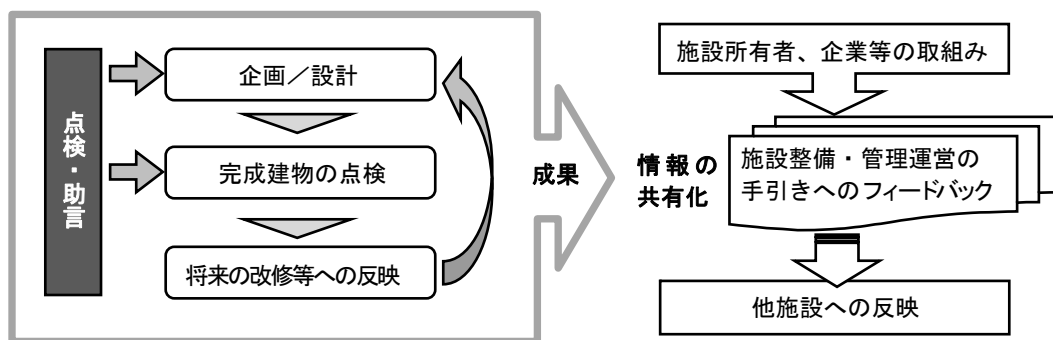 点検・助言
企画／設計
完成建物の点検
将来の改修等への反映
成果
施設所有者、企業等の取組み
情報の
共有化
施設整備・管理運営の
手引きへのフィードバック
他施設への反映